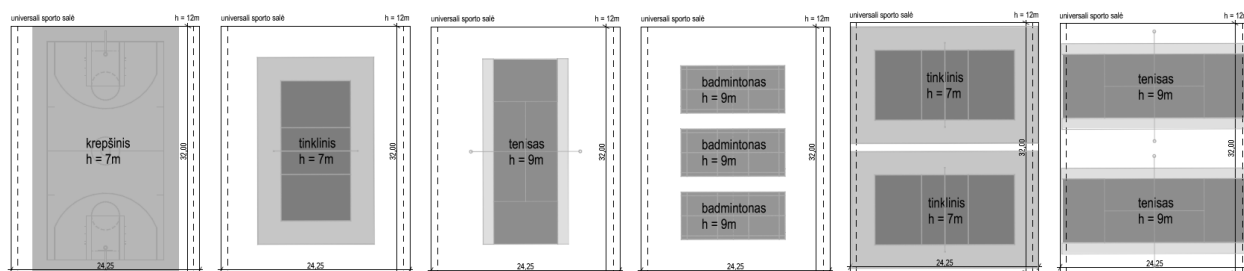 universali sporto salė h = 12m
krepšinis
h = 7m
32,00
24,25
universali sporto salė h = 12m
tinklinis
h = 7m
32,00
24,25
universali sporto salė h = 12m
tenisas
h = 9m
32,00
24,25
universali sporto salė h = 12m
badmintonas
h = 9m
badmintonas
h = 9m
badmintonas
h = 9m
32,00
24,25
universali sporto salė h = 12m
tinklinis
h = 7m
32,00
tinklinis
h = 7m
24,25
universali sporto salė h = 12m
tenisas
h = 9m
32,00
tenisas
h = 9m
24,25